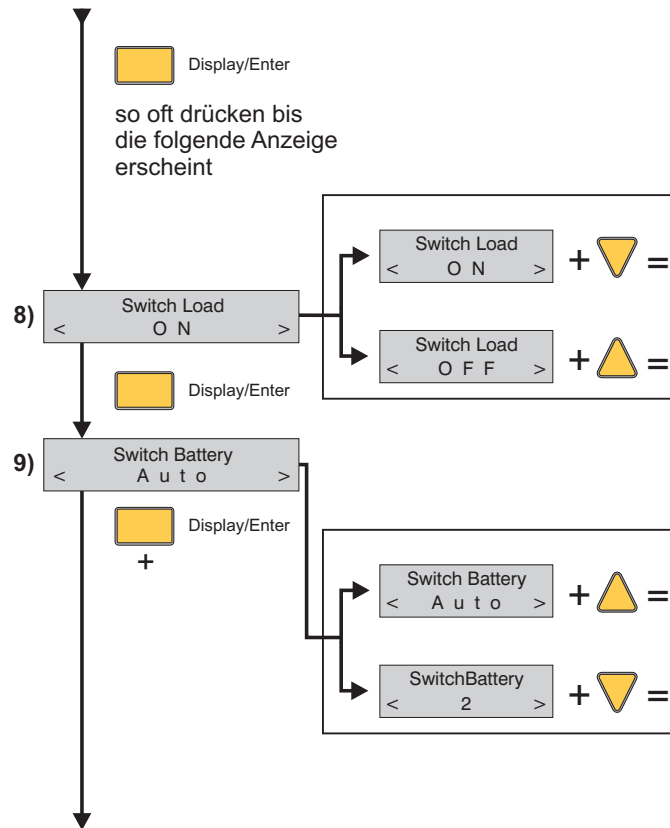 Display/Enter
so oft drücken bis
die folgende Anzeige
erscheint
8)
Switch Load
< O N >
Switch Load
< O N >
+ =
Switch Load
< O F F >
+ =
Display/Enter
9)
Switch Battery
< A u t o >
Display/Enter
+
Switch Battery
< A u t o >
+ =
SwitchBattery
< 2 >
+ =